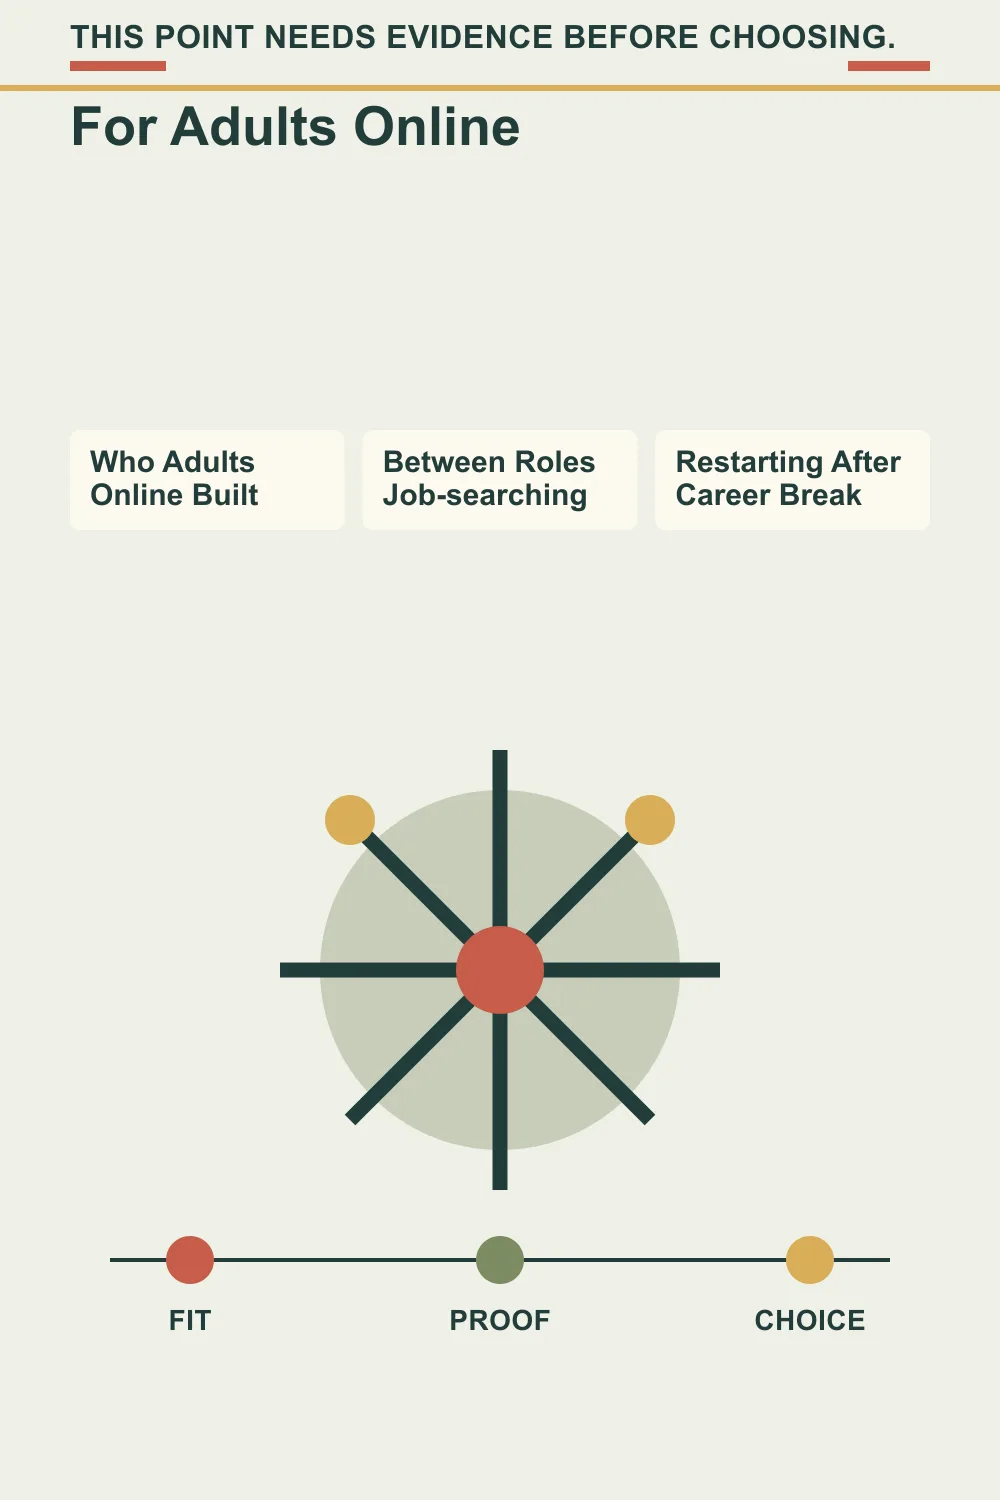 THIS POINT NEEDS EVIDENCE BEFORE CHOOSING.
For Adults Online
Who Adults
Online Built
Between Roles
Job-searching
Restarting After
Career Break
FIT
PROOF
CHOICE